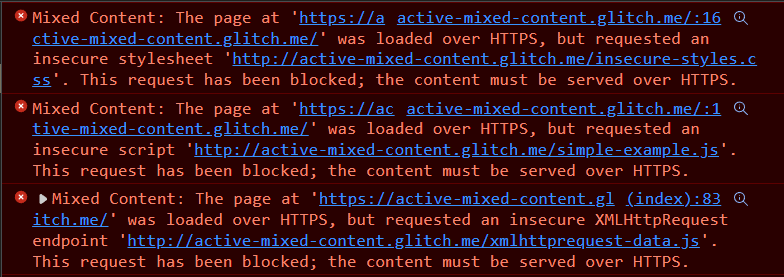 Mixed Content: The page at 'https://a active-mixed-content.glitch.me/:16
ctive-mixed-content.glitch.me/' was loaded over HTTPS, but requested an
insecure stylesheet 'http://active-mixed-content.glitch.me/insecure-styles.c
ss'. This request has been blocked; the content must be served over HTTPS.
Mixed Content: The page at 'https://ac active-mixed-content.glitch.me/:1
tive-mixed-content.glitch.me/' was loaded over HTTPS, but requested an
insecure script 'http://active-mixed-content.glitch.me/simple-example.js'.
This request has been blocked; the content must be served over HTTPS.
Mixed Content: The page at 'https://active-mixed-content.gl (index):83
itch.me/' was loaded over HTTPS, but requested an insecure XMLHttpRequest
endpoint 'http://active-mixed-content.glitch.me/xmlhttprequest-data.js'.
This request has been blocked; the content must be served over HTTPS.